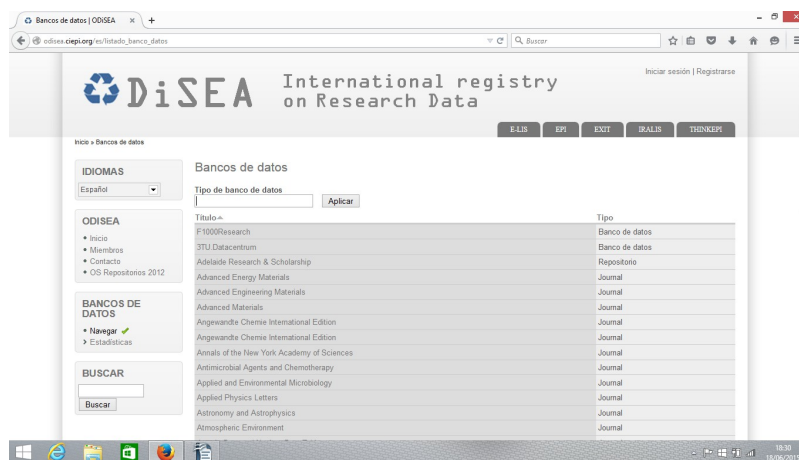 Bancos de datos | ODiSEA × +
odisea.ciepi.org/es/listado_banco_datos
Buscar
Iniciar sesión | Registrarse
DiSEA
International registry
on Research Data
E-LIS EPI EXIT IRALIS THINKEPI
Inicio » Bancos de datos
IDIOMAS
Español
ODISEA
Inicio
Miembros
Contacto
OS Repositorios 2012
BANCOS DE
DATOS
Navegar
Estadísticas
BUSCAR
Buscar
Bancos de datos
Tipo de banco de datos
Aplicar
Título Tipo
F1000Research Banco de datos
3TU.Datacentrum Banco de datos
Adelaide Research & Scholarship Repositorio
Advanced Energy Materials Journal
Advanced Engineering Materials Journal
Advanced Materials Journal
Angewandte Chemie International Edition Journal
Angewandte Chemie International Edition Journal
Annals of the New York Academy of Sciences Journal
Antimicrobial Agents and Chemotherapy Journal
Applied and Environmental Microbiology Journal
Applied Physics Letters Journal
Astronomy and Astrophysics Journal
Atmospheric Environment Journal
18:30